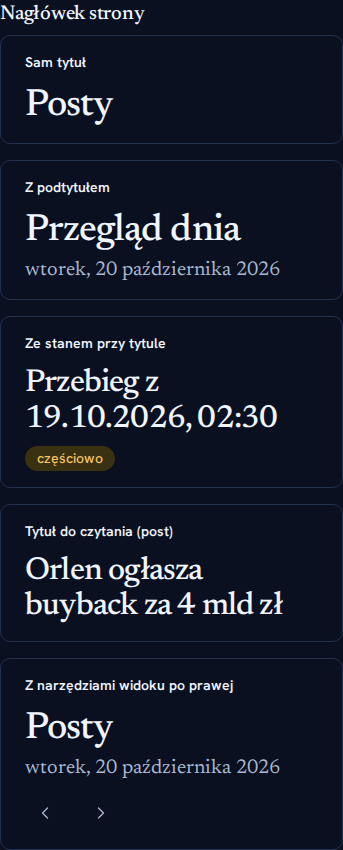 Nagłówek strony
Sam tytuł
Posty
Z podtytułem
Przegląd dnia
wtorek, 20 października 2026
Ze stanem przy tytule
Przebieg z
19.10.2026, 02:30
częściowo
Tytuł do czytania (post)
Orlen ogłasza
buyback za 4 mld zł
Z narzędziami widoku po prawej
Posty
wtorek, 20 października 2026